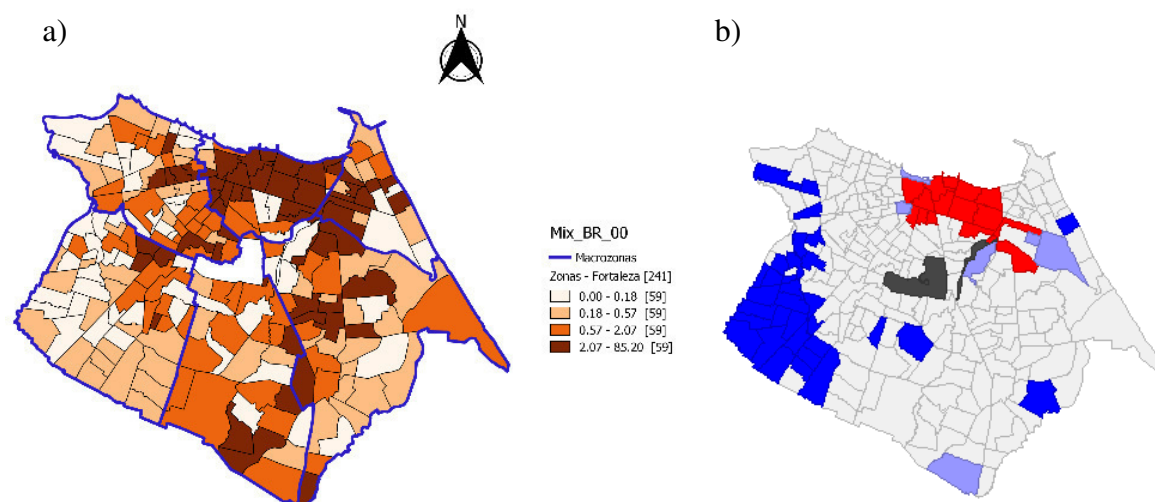 a)
N
b)
Mix_BR_00
Macrozonas
Zonas - Fortaleza [241]
0.00 - 0.18 [59]
0.18 - 0.57 [59]
0.57 - 2.07 [59]
2.07 - 85.20 [59]